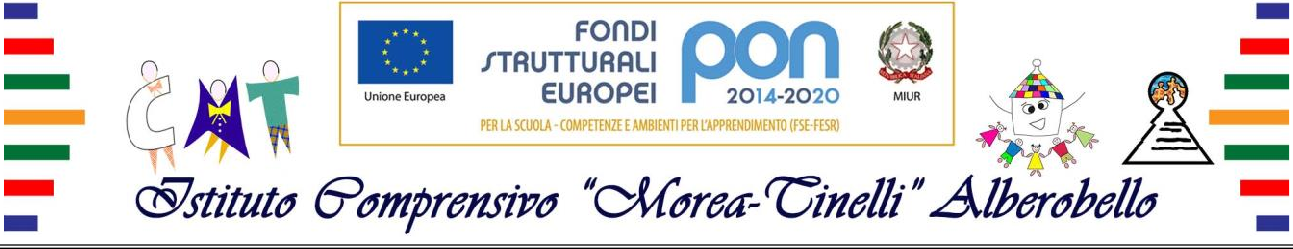 CAT
Unione Europea
FONDI
STRUTTURALI
EUROPEI
pon
2014-2020
MIUR
PER LA SCUOLA - COMPETENZE E AMBIENTI PER L'APPRENDIMENTO (FSE-FESR)
Istituto Comprensivo "Morea-Tinelli" Alberobello